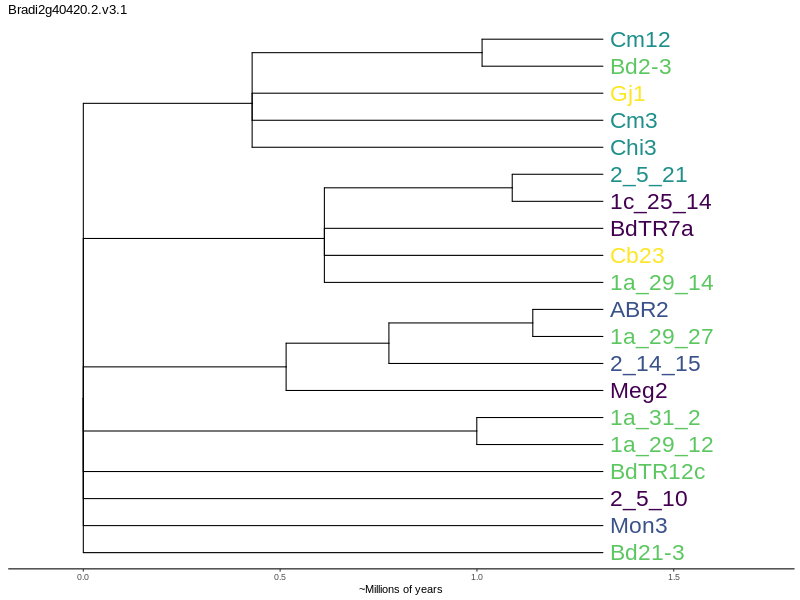 Bradi2g40420.2.v3.1
Cm12
Bd2-3
Gj1
Cm3
Chi3
2_5_21
1c_25_14
BdTR7a
Cb23
1a_29_14
ABR2
1a_29_27
2_14_15
Meg2
1a_31_2
1a_29_12
BdTR12c
2_5_10
Mon3
Bd21-3
0.0 0.5 1.0 1.5
~Millions of years